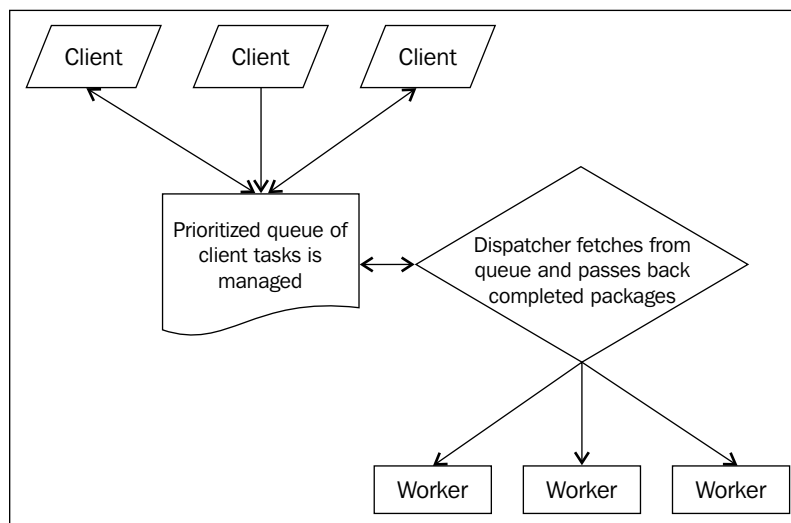 Client
Client
Client
Prioritized queue of
client tasks is
managed
Dispatcher fetches from
queue and passes back
completed packages
Worker
Worker
Worker